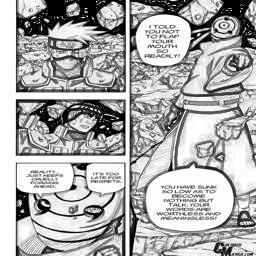 I TOLD
YOU NOT
TO FLAP
YOUR
MOUTH
SO
READILY!
REALITY
JUST KEEPS
CRUELLY
FORGING
AHEAD.
IT'S TOO
LATE FOR
REGRETS.
YOU HAVE SUNK
SO LOW AS TO
BECOME
NOTHING BUT
TALK. YOUR
WORDS ARE
WORTHLESS AND
MEANINGLESS!